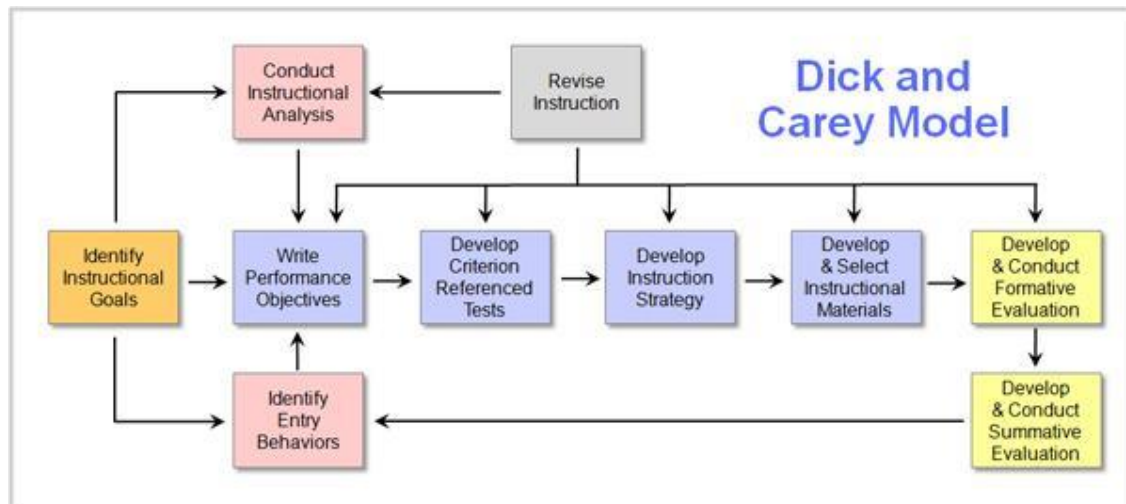 Conduct
Instructional
Analysis
Revise
Instruction
Dick and
Carey Model
Identify
Instructional
Goals
Write
Performance
Objectives
Develop
Criterion
Referenced
Tests
Develop
Instruction
Strategy
Develop
& Select
Instructional
Materials
Develop
& Conduct
Formative
Evaluation
Identify
Entry
Behaviors
Develop
& Conduct
Summative
Evaluation